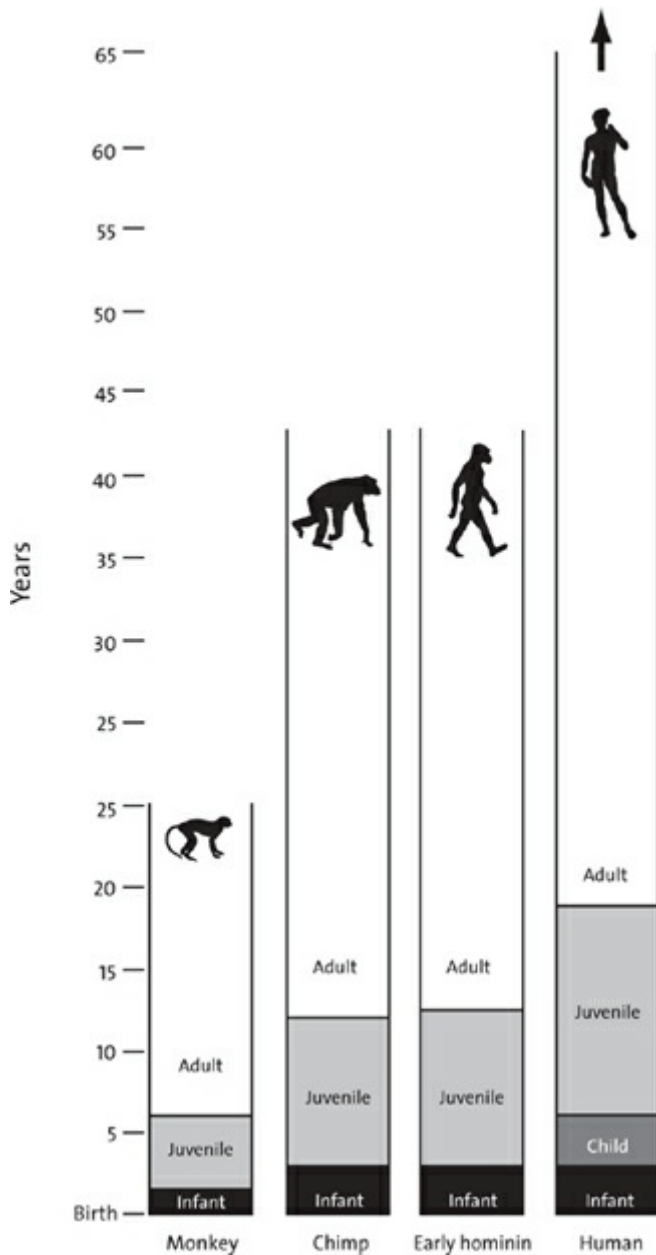 65
60
55
50
45
40
35
30
25
25
20
15
10
5
Birth
Years
Adult
Juvenile
Infant
Monkey
Adult
Juvenile
Infant
Chimp
Adult
Juvenile
Infant
Early hominin
Adult
Juvenile
Child
Infant
Human